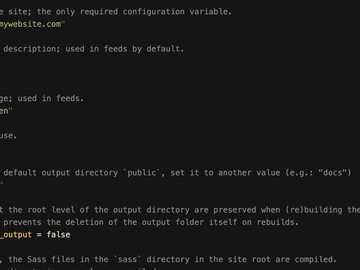 e site; the only required configuration variable.
mywebsite.com"
description; used in feeds by default.
ge; used in feeds.
en"
use.
default output directory `public`, set it to another value (e.g.: "docs")
"
t the root level of the output directory are preserved when (re)building the
prevents the deletion of the output folder itself on rebuilds.
_output = false
, the Sass files in the `sass` directory in the site root are compiled.